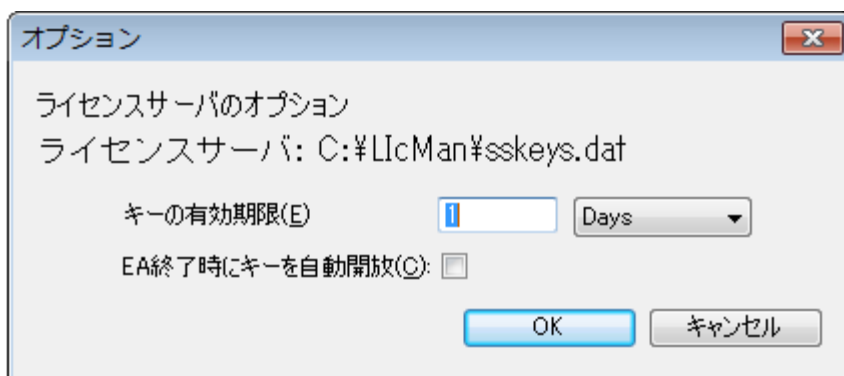 オプション
ライセンスサーバのオプション
ライセンスサーバ: C:¥LIcMan¥sskeys.dat
キーの有効期限(E) 1 Days
EA終了時にキーを自動開放(C):
OK キャンセル